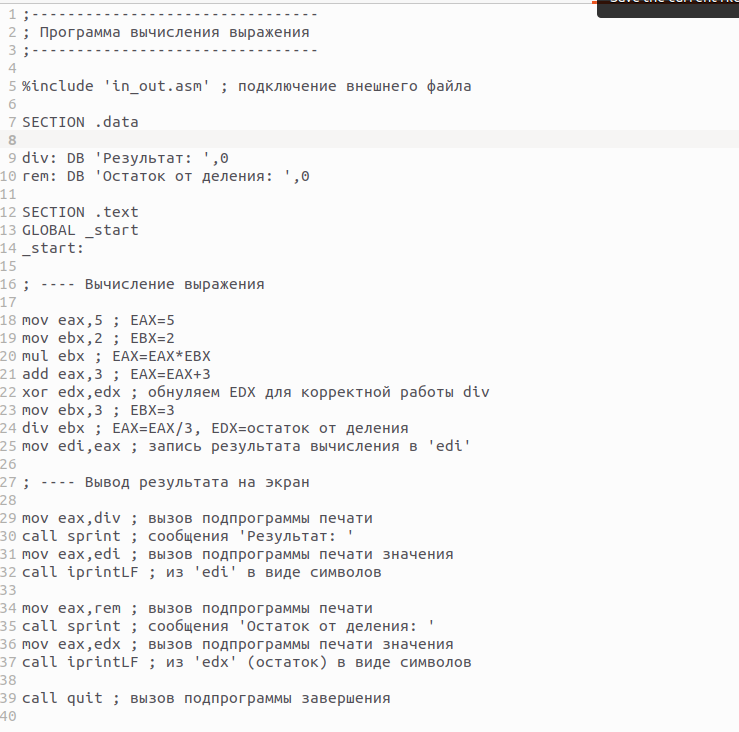 Save the current file
1 ;--------------------------------
2 ; Программа вычисления выражения
3 ;--------------------------------
4
5 %include 'in_out.asm' ; подключение внешнего файла
6
7 SECTION .data
8
9 div: DB 'Результат: ',0
10 rem: DB 'Остаток от деления: ',0
11
12 SECTION .text
13 GLOBAL _start
14 _start:
15
16 ; ---- Вычисление выражения
17
18 mov eax,5 ; EAX=5
19 mov ebx,2 ; EBX=2
20 mul ebx ; EAX=EAX*EBX
21 add eax,3 ; EAX=EAX+3
22 xor edx,edx ; обнуляем EDX для корректной работы div
23 mov ebx,3 ; EBX=3
24 div ebx ; EAX=EAX/3, EDX=остаток от деления
25 mov edi,eax ; запись результата вычисления в 'edi'
26
27 ; ---- Вывод результата на экран
28
29 mov eax,div ; вызов подпрограммы печати
30 call sprint ; сообщения 'Результат: '
31 mov eax,edi ; вызов подпрограммы печати значения
32 call iprintLF ; из 'edi' в виде символов
33
34 mov eax,rem ; вызов подпрограммы печати
35 call sprint ; сообщения 'Остаток от деления: '
36 mov eax,edx ; вызов подпрограммы печати значения
37 call iprintLF ; из 'edx' (остаток) в виде символов
38
39 call quit ; вызов подпрограммы завершения
40